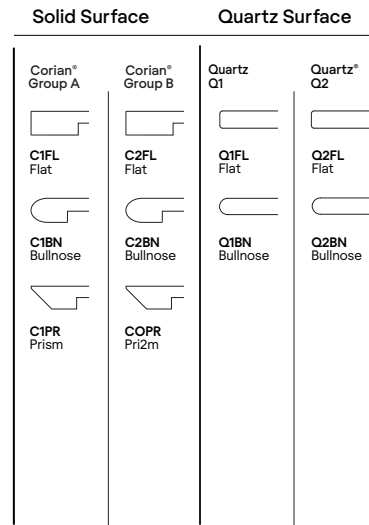 Solid Surface
Quartz Surface
Corian®
Group A
Corian®
Group B
Quartz
Q1
Quartz®
Q2
C1FL
Flat
C2FL
Flat
Q1FL
Flat
Q2FL
Flat
C1BN
Bullnose
C2BN
Bullnose
Q1BN
Bullnose
Q2BN
Bullnose
C1PR
Prism
COPR
Pri2m